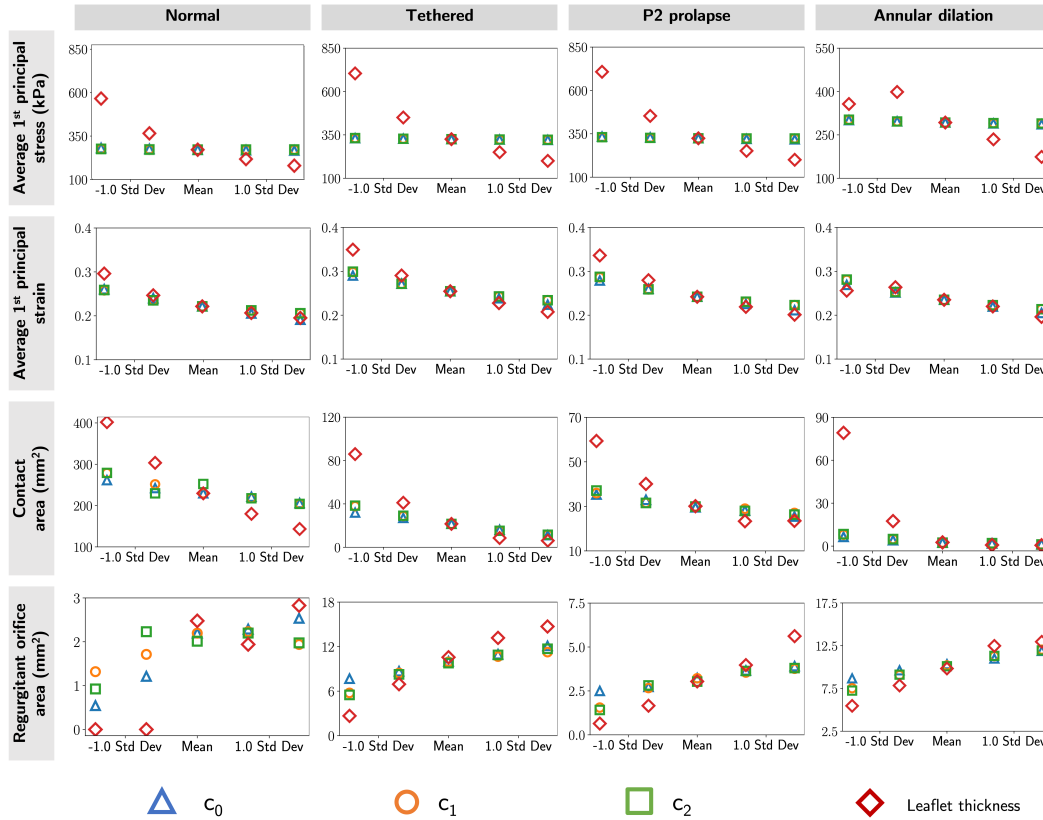 Normal Tethered P2 prolapse Annular dilation
Average 1st principal
stress (kPa)
850 850 850 550
600 600 600 400
350 350 350 250
100 100 100 100
-1.0 Std Dev Mean 1.0 Std Dev -1.0 Std Dev Mean 1.0 Std Dev -1.0 Std Dev Mean 1.0 Std Dev -1.0 Std Dev Mean 1.0 Std Dev
Average 1st principal
strain
0.4 0.4 0.4 0.4
0.3 0.3 0.3 0.3
0.2 0.2 0.2 0.2
0.1 0.1 0.1 0.1
-1.0 Std Dev Mean 1.0 Std Dev -1.0 Std Dev Mean 1.0 Std Dev -1.0 Std Dev Mean 1.0 Std Dev -1.0 Std Dev Mean 1.0 Std Dev
Contact
area (mm2)
400 120 70 90
300 80 50 60
200 40 30 30
100 0 10 0
-1.0 Std Dev Mean 1.0 Std Dev -1.0 Std Dev Mean 1.0 Std Dev -1.0 Std Dev Mean 1.0 Std Dev -1.0 Std Dev Mean 1.0 Std Dev
Regurgitant orifice
area (mm2)
3 18 7.5 17.5
2 12 5.0 12.5
1 6 2.5 7.5
0 0 0.0 2.5
-1.0 Std Dev Mean 1.0 Std Dev -1.0 Std Dev Mean 1.0 Std Dev -1.0 Std Dev Mean 1.0 Std Dev -1.0 Std Dev Mean 1.0 Std Dev
c0 c1 c2 Leaflet thickness